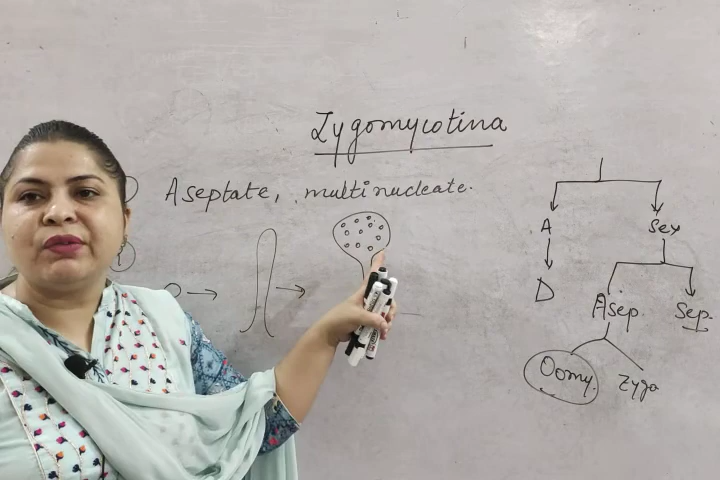 Zygomycotina
Aseptate, multinucleate.
A Sex
D Asep. Sep.
Oomy. Zygo